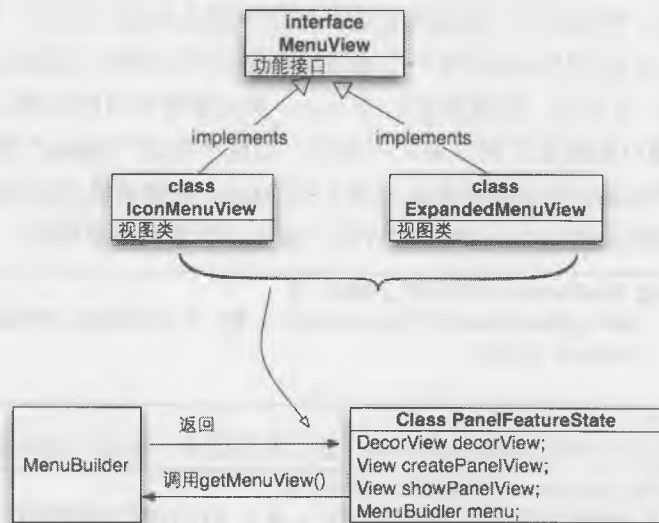 interface
MenuView
功能接口
implements
implements
class
IconMenuView
视图类
class
ExpandedMenuView
视图类
MenuBuilder
返回
调用getMenuView()
Class PanelFeatureState
DecorView decorView;
View createPanelView;
View showPanelView;
MenuBuidler menu;